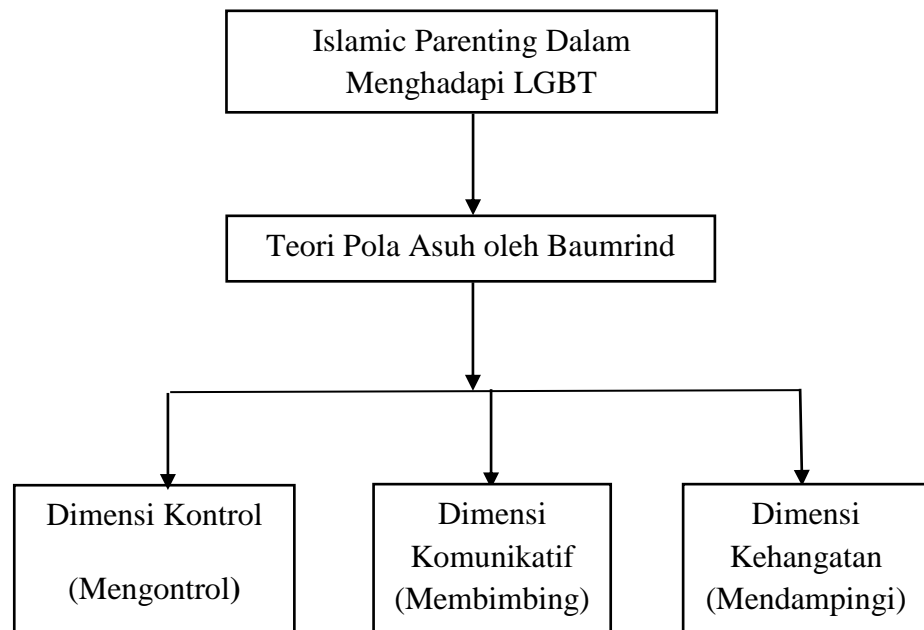 Islamic Parenting Dalam
Menghadapi LGBT
Teori Pola Asuh oleh Baumrind
Dimensi Kontrol
(Mengontrol)
Dimensi
Komunikatif
(Membimbing)
Dimensi
Kehangatan
(Mendampingi)